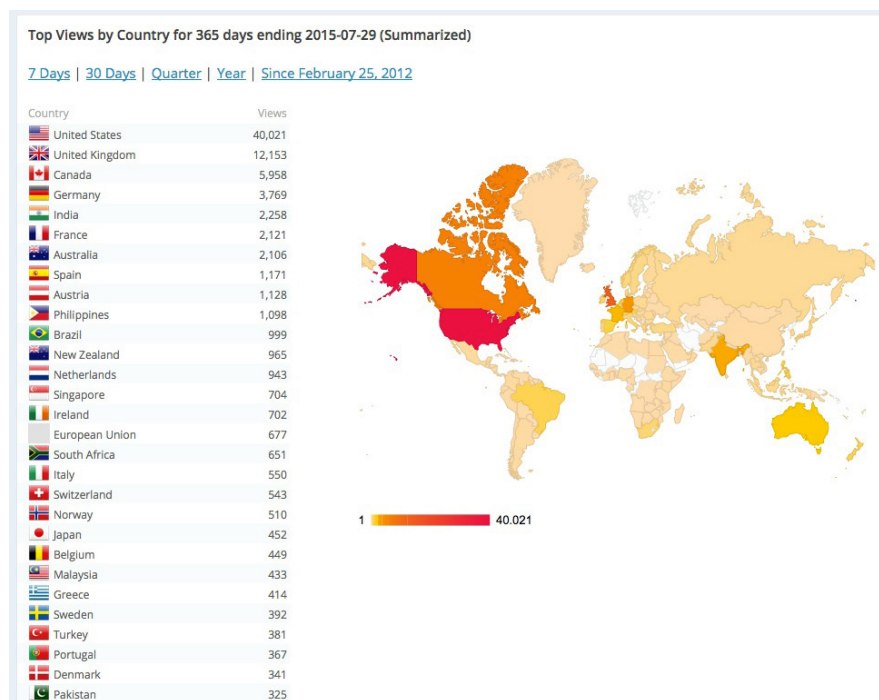 Top Views by Country for 365 days ending 2015-07-29 (Summarized)
7 Days | 30 Days | Quarter | Year | Since February 25, 2012
Country Views
United States 40,021
United Kingdom 12,153
Canada 5,958
Germany 3,769
India 2,258
France 2,121
Australia 2,106
Spain 1,171
Austria 1,128
Philippines 1,098
Brazil 999
New Zealand 965
Netherlands 943
Singapore 704
Ireland 702
European Union 677
South Africa 651
Italy 550
Switzerland 543
Norway 510
Japan 452
Belgium 449
Malaysia 433
Greece 414
Sweden 392
Turkey 381
Portugal 367
Denmark 341
Pakistan 325
1 40.021